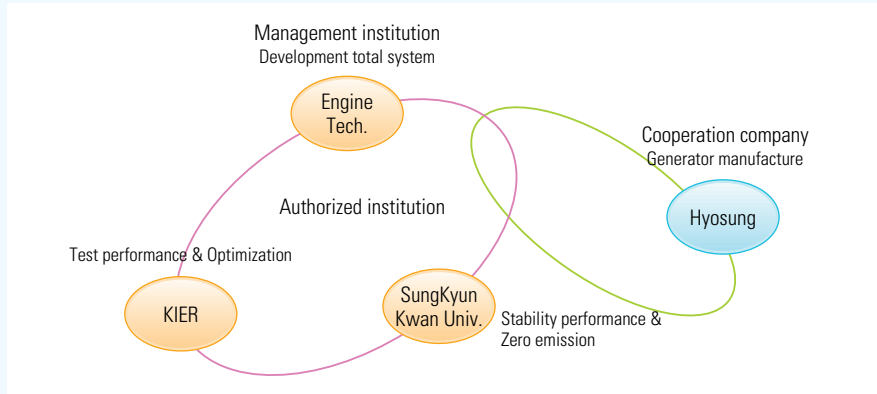 Management institution
Development total system
Engine
Tech.
Cooperation company
Generator manufacture
Authorized institution
Hyosung
Test performance & Optimization
KIER
SungKyun
Kwan Univ.
Stability performance &
Zero emission